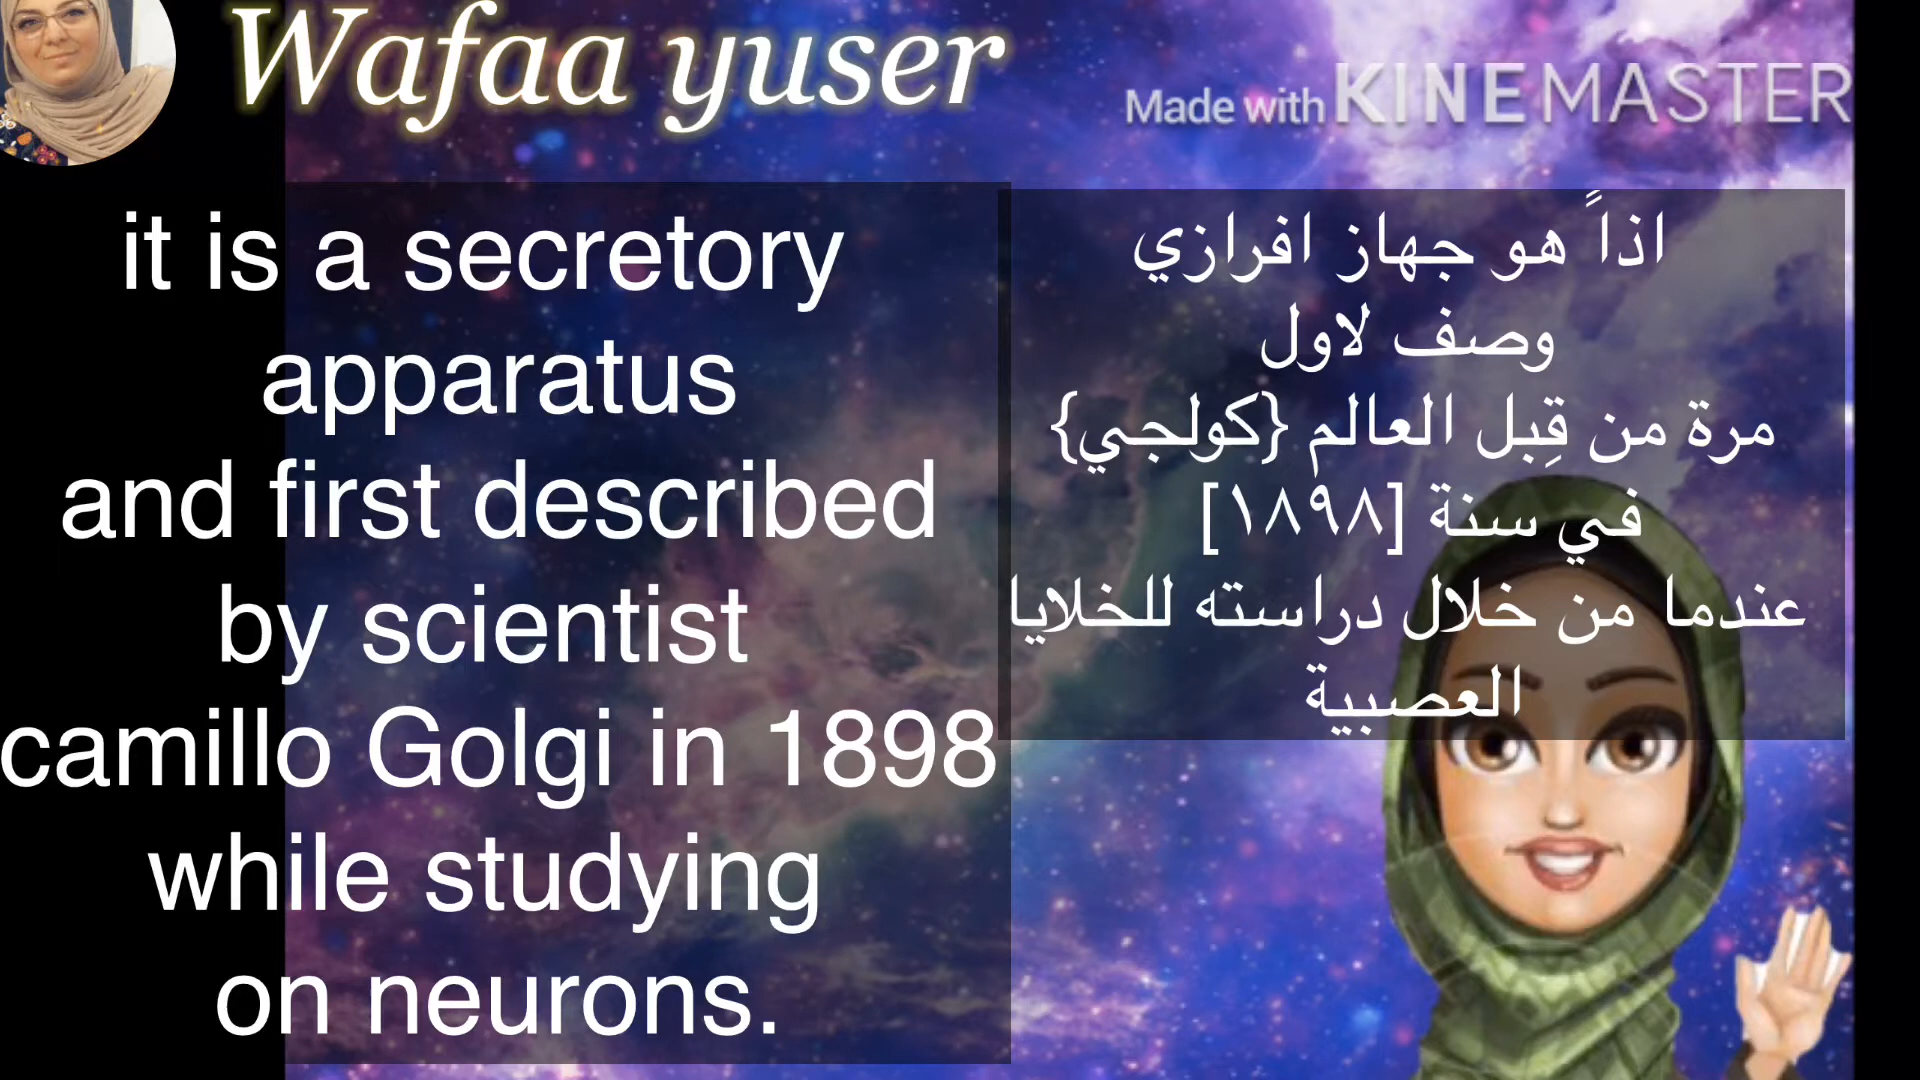 Wafaa yuser
Made with KINEMASTER
it is a secretory
apparatus
and first described
by scientist
camillo Golgi in 1898
while studying
on neurons.
اذاً هو جهاز افرازي
وصف لاول
مرة من قِبل العالم {كولجي}
في سنة [١٨٩٨]
عندما من خلال دراسته للخلايا
العصبية